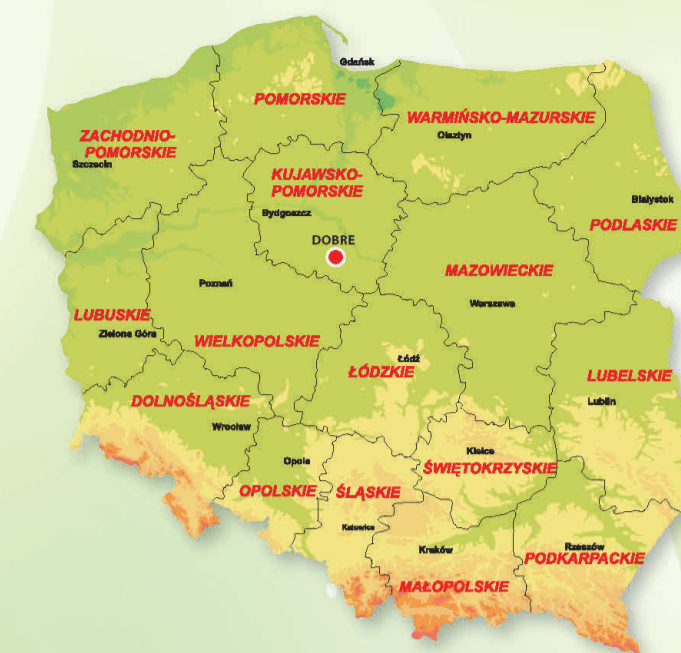 Gdańsk
POMORSKIE
WARMIŃSKO-MAZURSKIE
Olsztyn
ZACHODNIO-
POMORSKIE
Szczecin
KUJAWSKO-
POMORSKIE
Bydgoszcz
Białystok
PODLASKIE
DOBRE
MAZOWIECKIE
Poznań
Warszawa
LUBUSKIE
Zielona Góra
WIELKOPOLSKIE
Łódź
ŁÓDZKIE
LUBELSKIE
Lublin
DOLNOŚLĄSKIE
Wrocław
Kielce
ŚWIĘTOKRZYSKIE
Opole
OPOLSKIE
ŚLĄSKIE
Katowice
Kraków
MAŁOPOLSKIE
Rzeszów
PODKARPACKIE